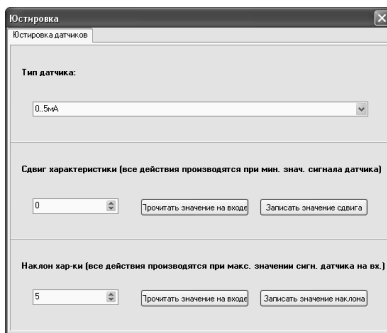 Юстировка
Юстировка датчиков
Тип датчика:
0..5мА
Сдвиг характеристики (все действия производятся при мин. знач. сигнала датчика)
0
Прочитать значение на входе
Записать значение сдвига
Наклон хар-ки (все действия производятся при макс. значении сигн. датчика на вх.)
5
Прочитать значение на входе
Записать значение наклона